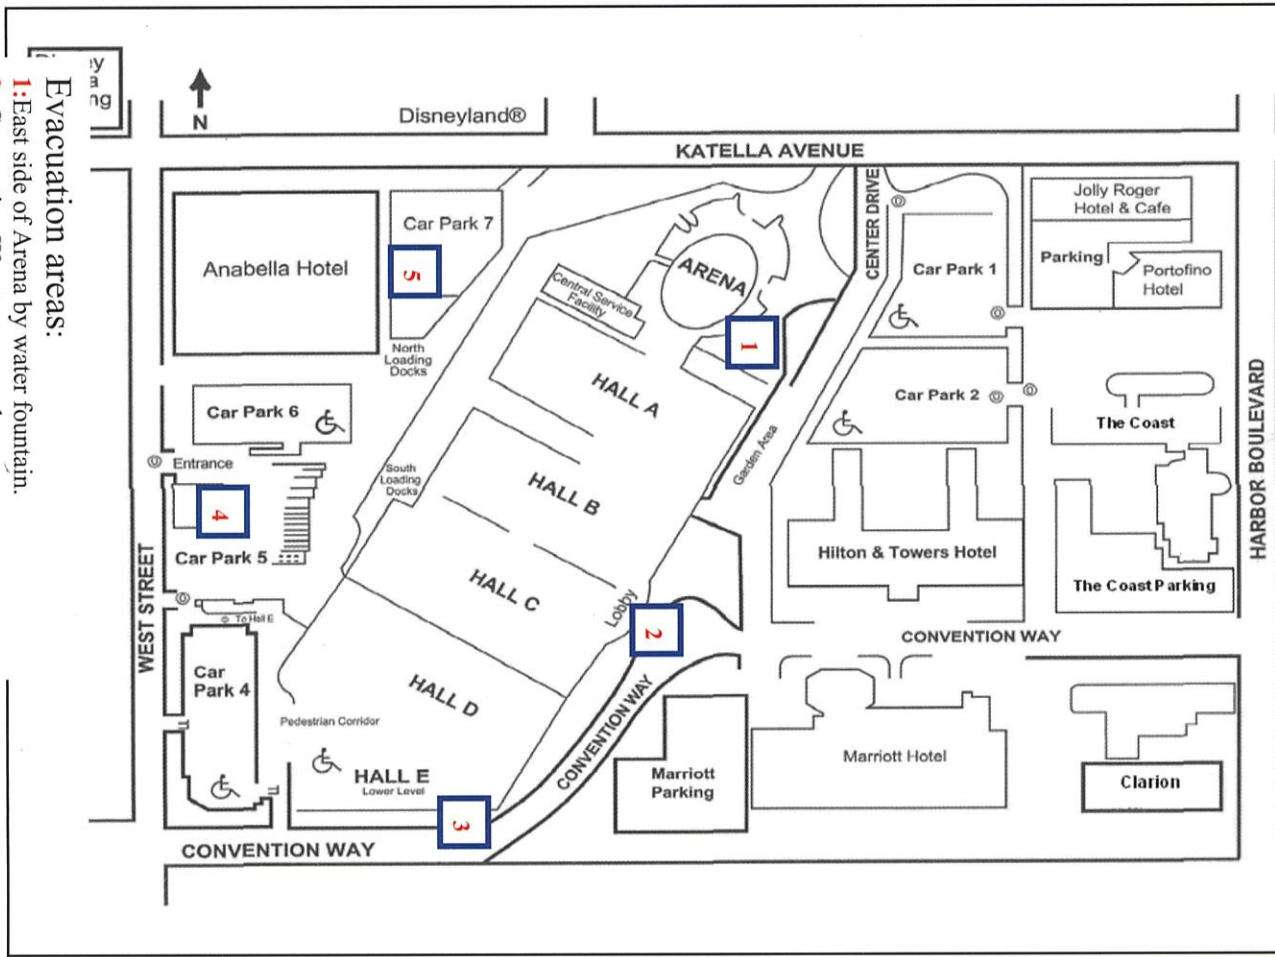 Evacuation areas:
1:East side of Arena by water fountain.
ey
a
ng
N
Disneyland®
KATELLA AVENUE
CENTER DRIVE
Jolly Roger
Hotel & Cafe
Parking
Portofino
Hotel
Car Park 7
5
Anabella Hotel
North
Loading
Docks
ARENA
Central Service
Facility
1
Car Park 1
Car Park 2
HALL A
Garden Area
The Coast
HARBOR BOULEVARD
Car Park 6
Entrance
4
Car Park 5
South
Loading
Docks
HALL B
Hilton & Towers Hotel
The Coast Parking
WEST STREET
To Hall E
HALL C
Lobby
2
CONVENTION WAY
Car
Park 4
HALL D
Pedestrian Corridor
CONVENTION WAY
HALL E
Lower Level
3
Marriott
Parking
Marriott Hotel
Clarion
CONVENTION WAY